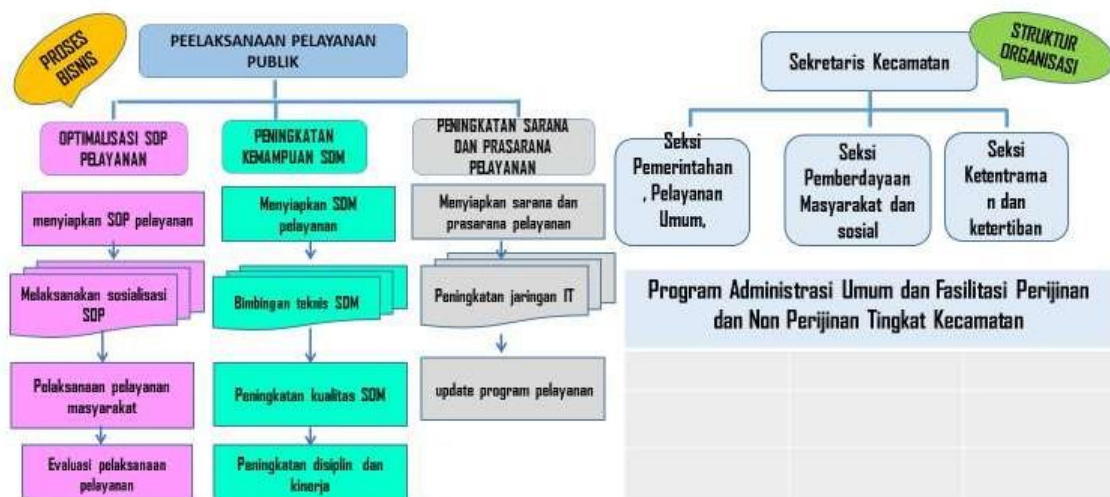 PROSES
BISNIS
PEELAKSANAAN PELAYANAN
PUBLIK
OPTIMALISASI SOP
PELAYANAN
menyiapkan SOP pelayanan
Melaksanakan sosialisasi
SOP
Pelaksanaan pelayanan
masyarakat
Evaluasi pelaksanaan
pelayanan
PENINGKATAN
KEMAMPUAN SDM
Menyiapkan SDM
pelayanan
Bimbingan teknis SDM
Peningkatan kualitas SDM
Peningkatan disiplin dan
kinerja
PENINGKATAN SARANA
DAN PRASARANA
PELAYANAN
Menyiapkan sarana dan
prasarana pelayanan
Peningkatan jaringan IT
update program pelayanan
STRUKTUR
ORGANISASI
Sekretaris Kecamatan
Seksi
Pemerintahan
, Pelayanan
Umum,
Seksi
Pemberdayaan
Masyarakat dan
sosial
Seksi
Ketentrama
n dan
ketertiban
Program Administrasi Umum dan Fasilitasi Perijinan
dan Non Perijinan Tingkat Kecamatan